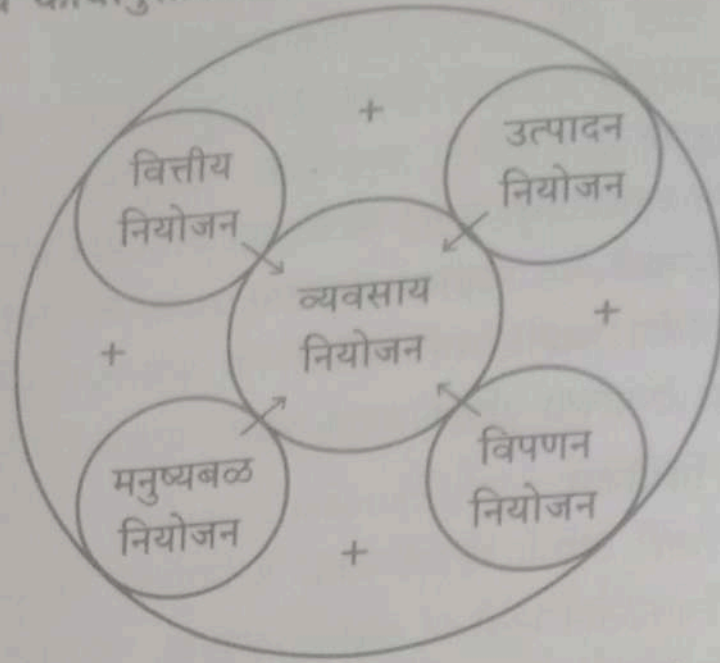 वित्तीय
नियोजन
+
उत्पादन
नियोजन
व्यवसाय
नियोजन
+
+
मनुष्यबळ
नियोजन
विपणन
नियोजन
+